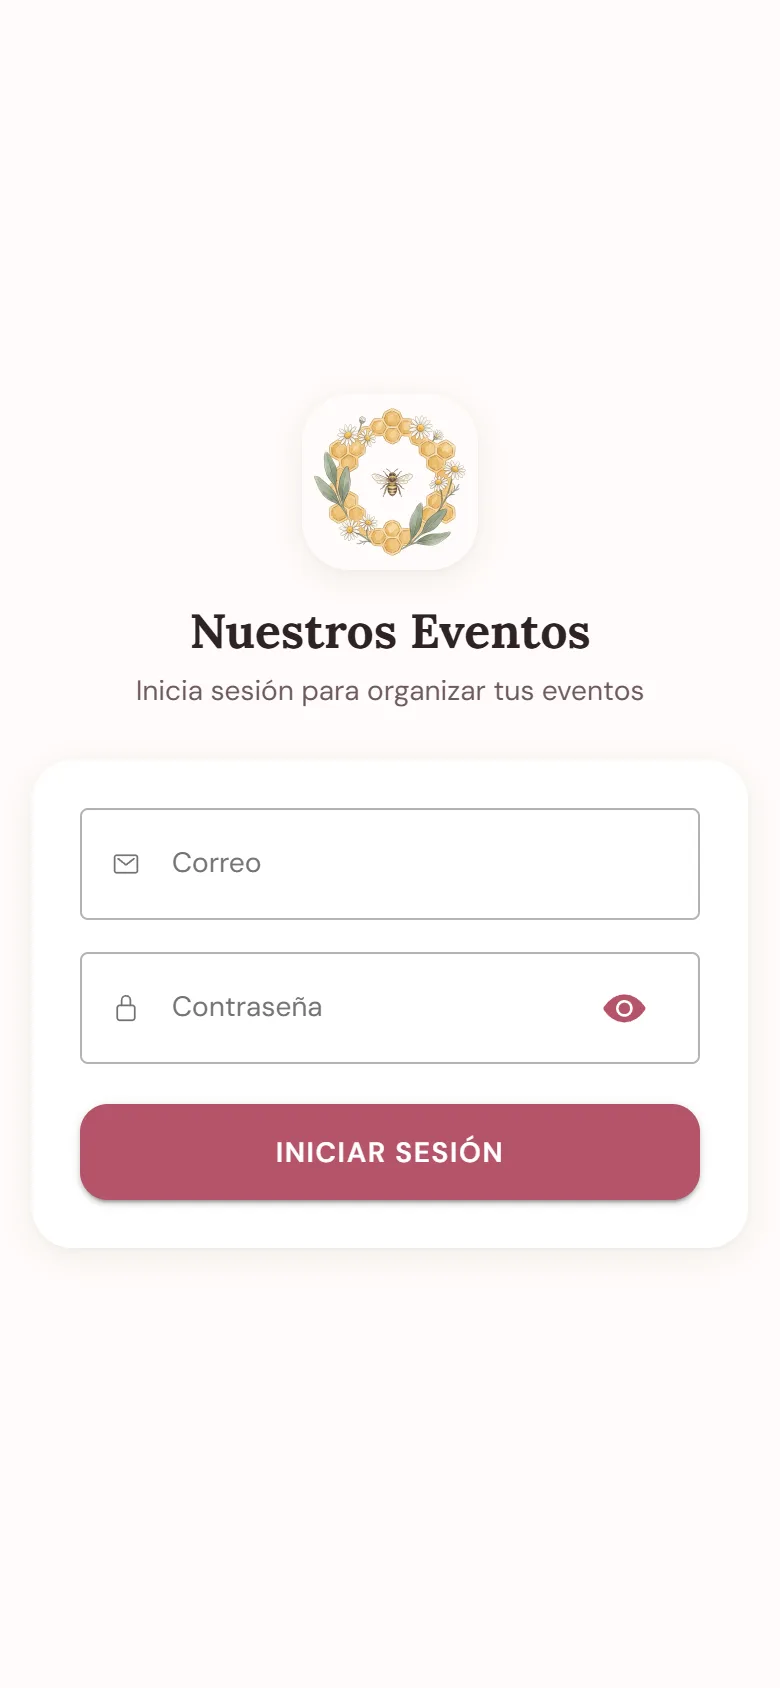 Nuestros Eventos
Inicia sesión para organizar tus eventos
Correo
Contraseña
INICIAR SESIÓN